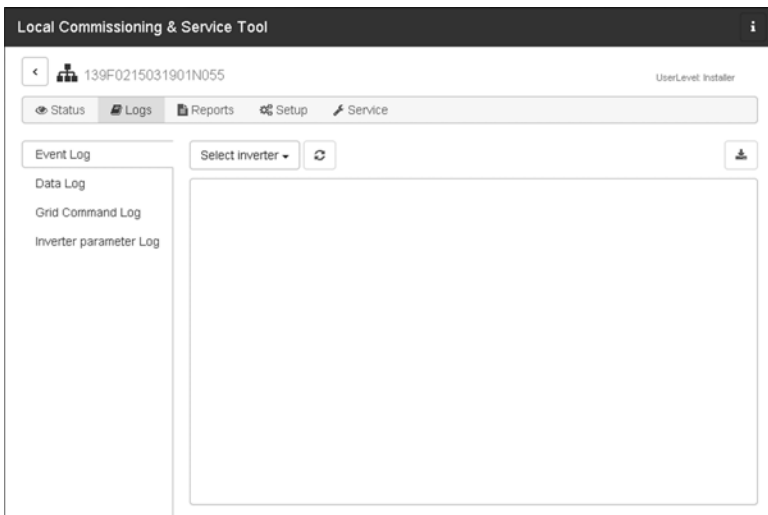 Local Commissioning & Service Tool
i
139F0215031901N055
UserLevel: Installer
Status Logs Reports Setup Service
Event Log
Data Log
Grid Command Log
Inverter parameter Log
Select inverter